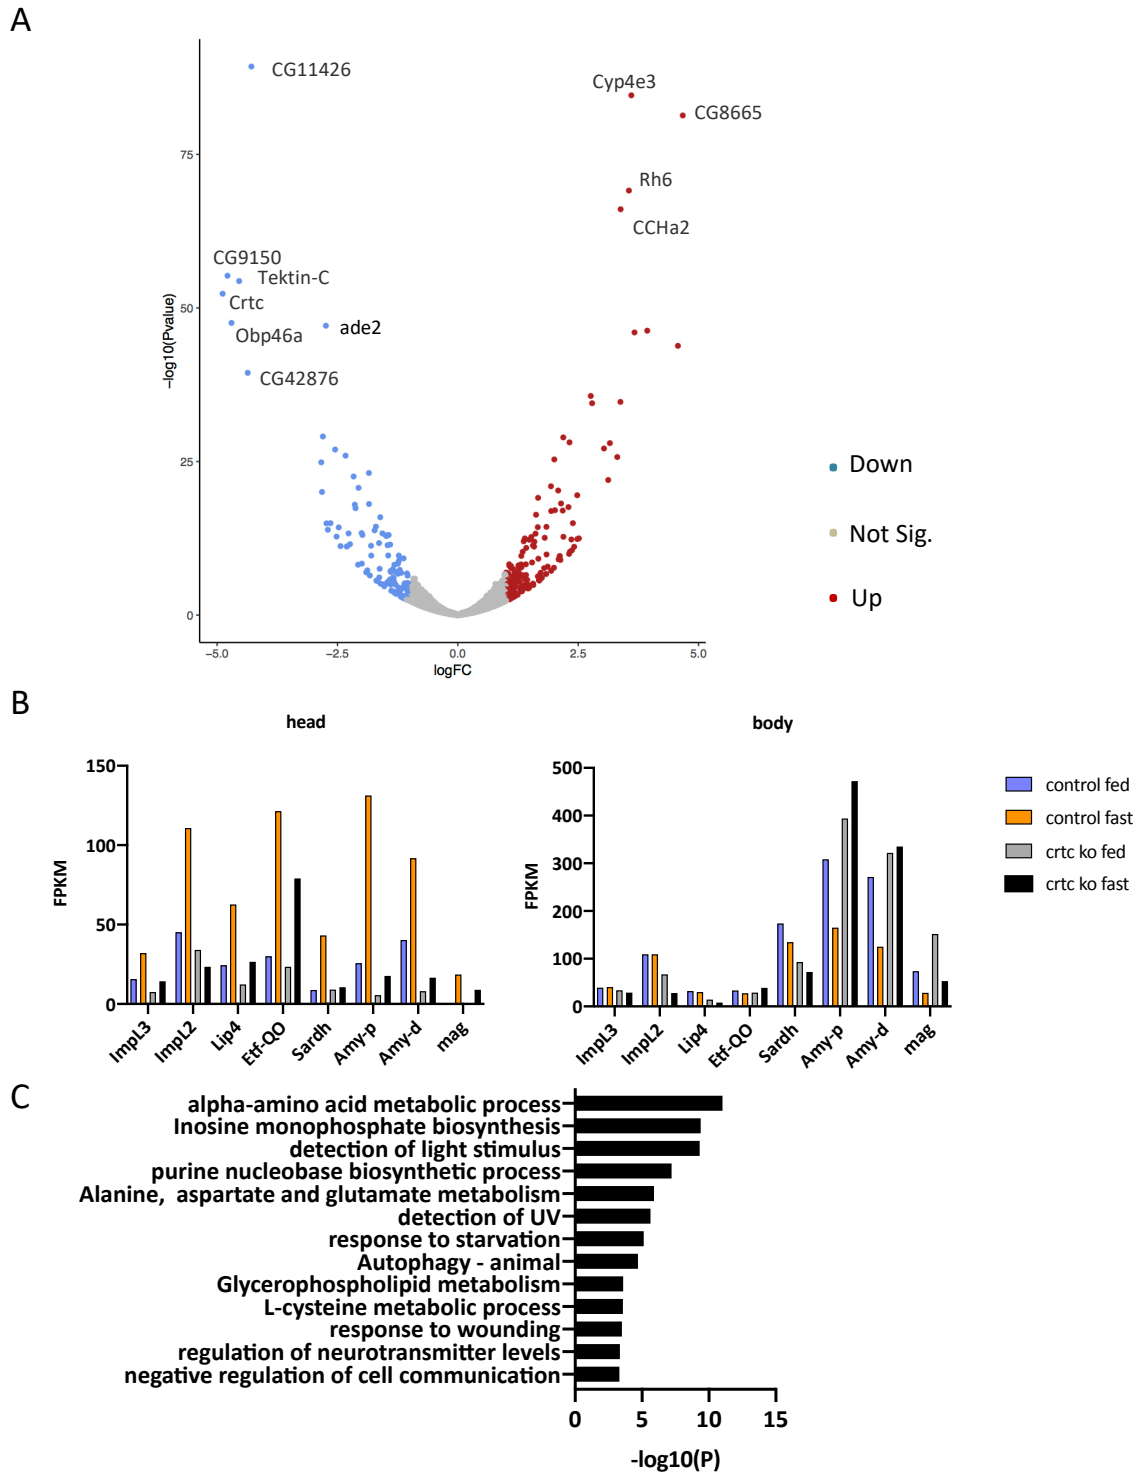 A
CG11426
Cyp4e3
CG8665
75
Rh6
CCHa2
CG9150
Tektin-C
Crtc
50
Obp46a
ade2
CG42876
−log10(Pvalue)
25
Down
Not Sig.
Up
0
−5.0 −2.5 0.0 2.5 5.0
logFC
B
head
body
150
100
50
0
FPKM
ImpL3 ImpL2 Lip4 Etf-QO Sardh Amy-p Amy-d mag
500
400
300
200
100
0
FPKM
ImpL3 ImpL2 Lip4 Etf-QO Sardh Amy-p Amy-d mag
control fed
control fast
crtc ko fed
crtc ko fast
C
alpha-amino acid metabolic process
Inosine monophosphate biosynthesis
detection of light stimulus
purine nucleobase biosynthetic process
Alanine, aspartate and glutamate metabolism
detection of UV
response to starvation
Autophagy - animal
Glycerophospholipid metabolism
L-cysteine metabolic process
response to wounding
regulation of neurotransmitter levels
negative regulation of cell communication
0 5 10 15
-log10(P)